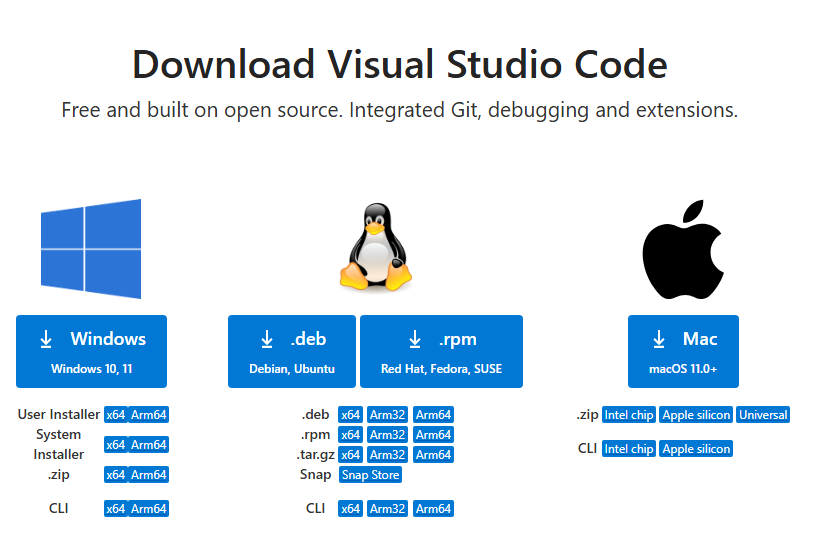 Download Visual Studio Code
Free and built on open source. Integrated Git, debugging and extensions.
Windows
Windows 10, 11
User Installer x64 Arm64
System
Installer x64 Arm64
.zip x64 Arm64
CLI x64 Arm64
.deb
Debian, Ubuntu
.rpm
Red Hat, Fedora, SUSE
.deb x64 Arm32 Arm64
.rpm x64 Arm32 Arm64
.tar.gz x64 Arm32 Arm64
Snap Snap Store
CLI x64 Arm32 Arm64
Mac
macOS 11.0+
.zip Intel chip Apple silicon Universal
CLI Intel chip Apple silicon